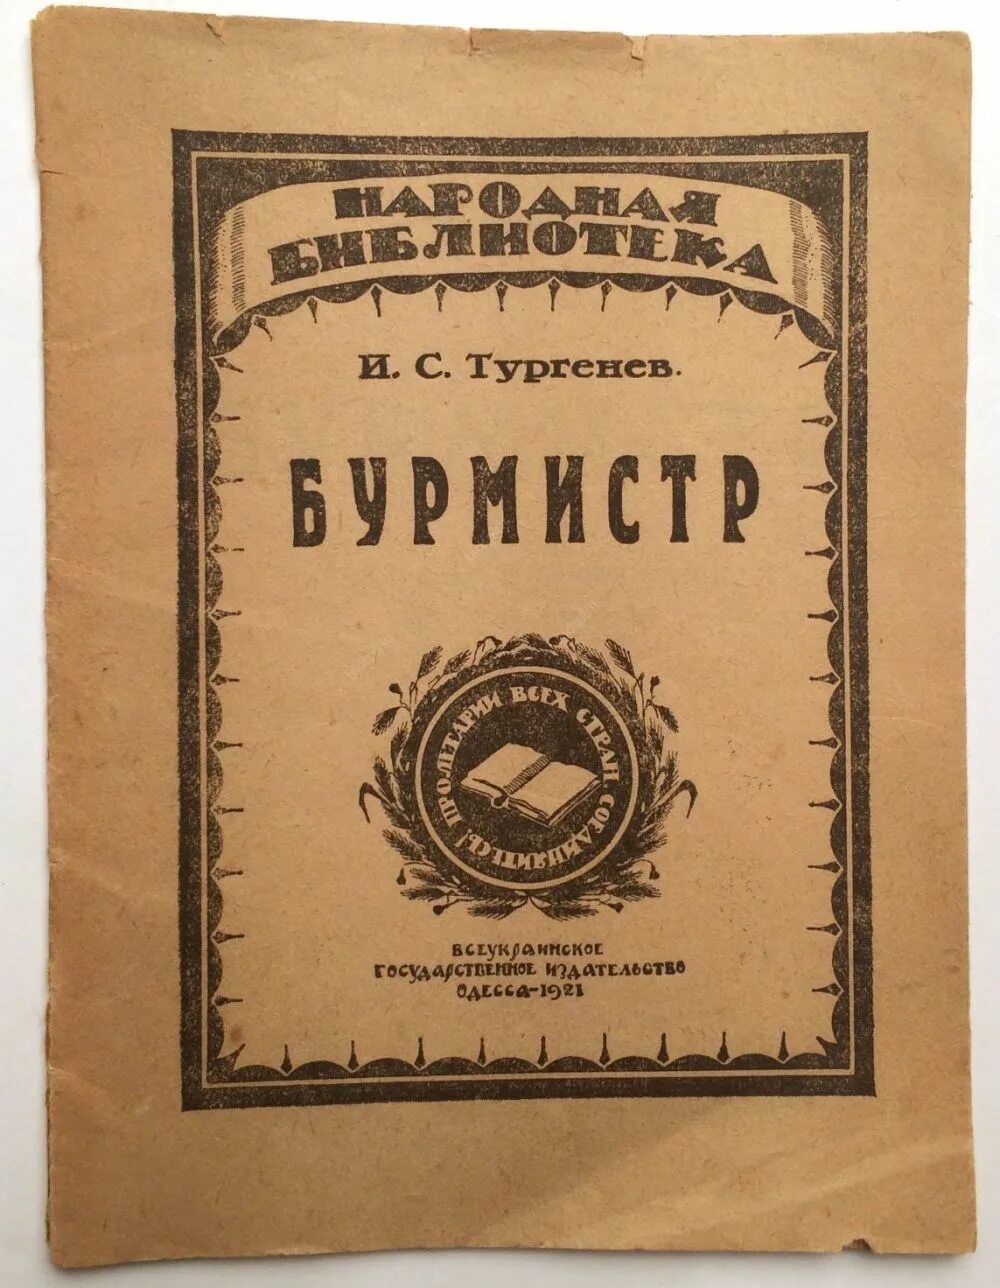 НАРОДНАЯ
БИБЛИОТЕКА
И. С. Тургенев.
БУРМИСТР
ПРОЛЕТАРИИ ВСЕХ СТРАН СОЕДИНЯЙТЕСЬ!
ВСЕУКРАИНСКОЕ
ГОСУДАРСТВЕННОЕ ИЗДАТЕЛЬСТВО
ОДЕССА-1921